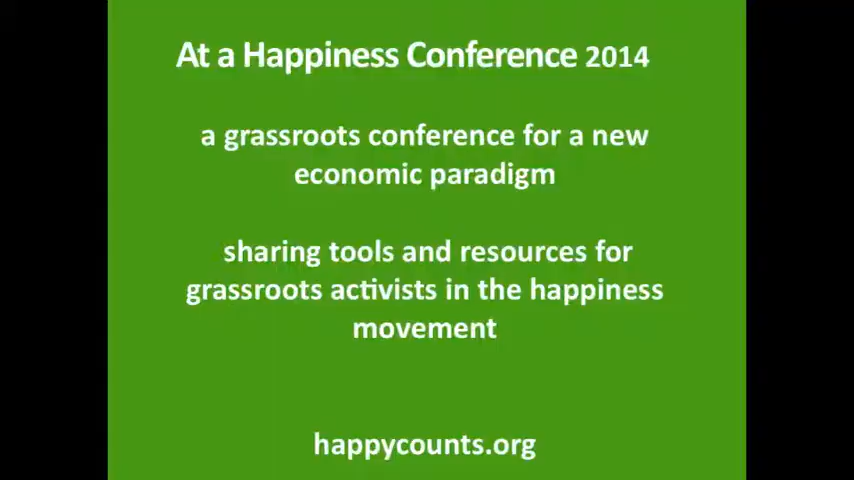 At a Happiness Conference 2014
a grassroots conference for a new
economic paradigm
sharing tools and resources for
grassroots activists in the happiness
movement
happycounts.org